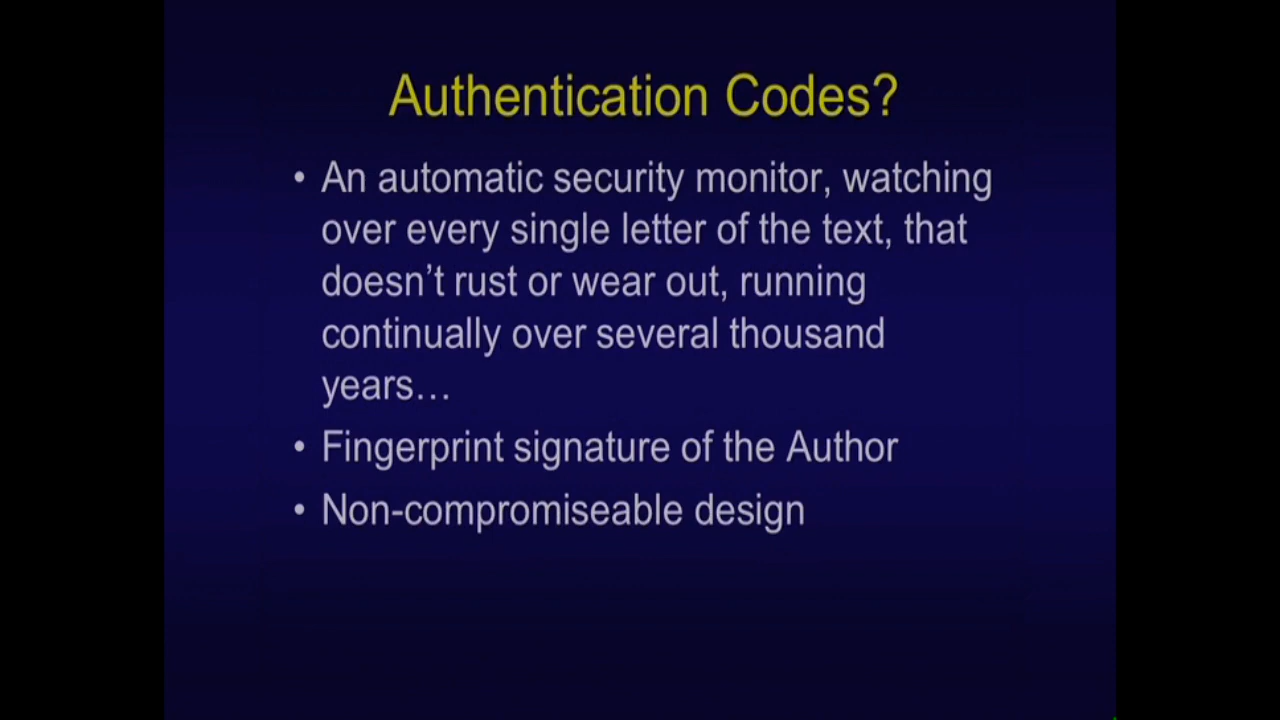 Authentication Codes?
• An automatic security monitor, watching
over every single letter of the text, that
doesn’t rust or wear out, running
continually over several thousand
years…
• Fingerprint signature of the Author
• Non-compromiseable design